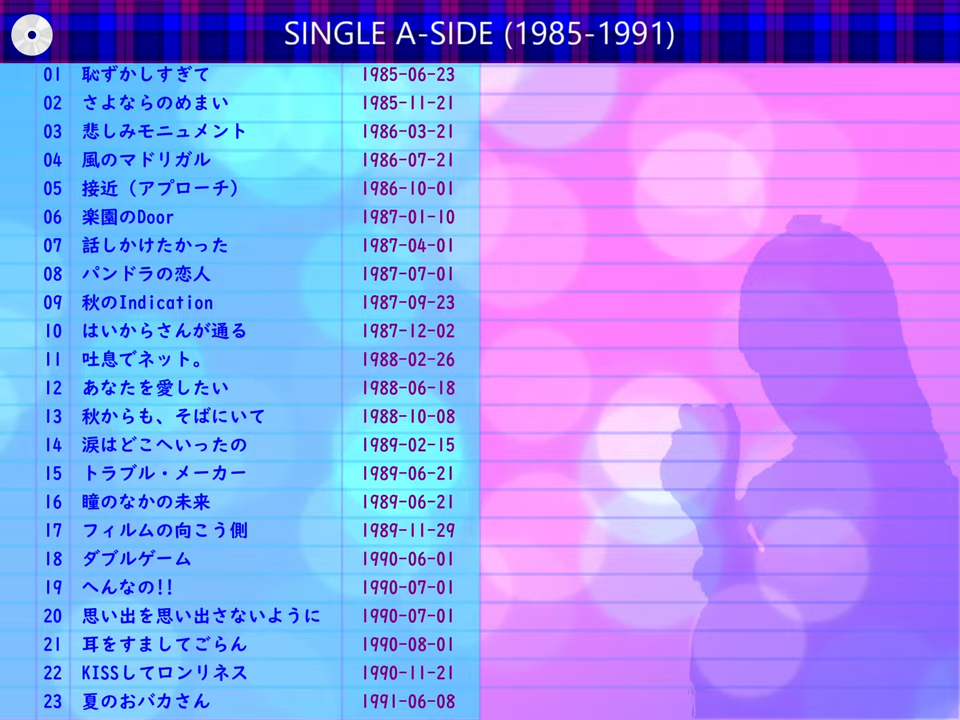 SINGLE A-SIDE (1985-1991)
01 恥ずかしすぎて 1985-06-23
02 さよならのめまい 1985-11-21
03 悲しみモニュメント 1986-03-21
04 風のマドリガル 1986-07-21
05 接近（アプローチ） 1986-10-01
06 楽園のDoor 1987-01-10
07 話しかけたかった 1987-04-01
08 パンドラの恋人 1987-07-01
09 秋のIndication 1987-09-23
10 はいからさんが通る 1987-12-02
11 吐息でネット。 1988-02-26
12 あなたを愛したい 1988-06-18
13 秋からも、そばにいて 1988-10-08
14 涙はどこへいったの 1989-02-15
15 トラブル・メーカー 1989-06-21
16 瞳のなかの未来 1989-06-21
17 フィルムの向こう側 1989-11-29
18 ダブルゲーム 1990-06-01
19 へんなの!! 1990-07-01
20 思い出を思い出さないように 1990-07-01
21 耳をすましてごらん 1990-08-01
22 KISSしてロンリネス 1990-11-21
23 夏のおバカさん 1991-06-08